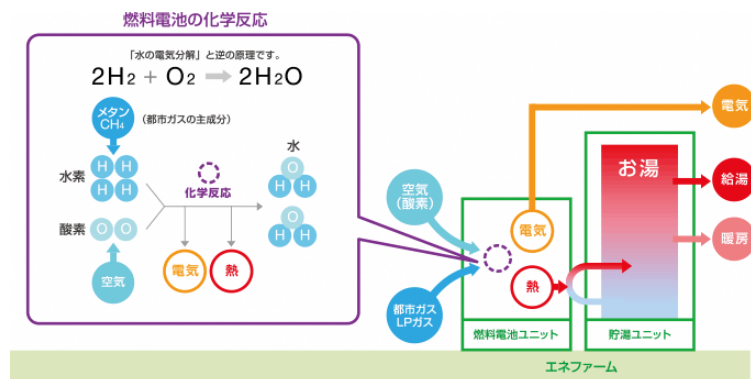 燃料電池の化学反応
「水の電気分解」と逆の原理です。
2H2 + O2 → 2H2O
メタン
CH4
(都市ガスの主成分)
水素
H H
H H
酸素
O O
空気
化学反応
電気
熱
水
O
H H
O
H H
空気
(酸素)
都市ガス
LPガス
電気
熱
燃料電池ユニット
お湯
貯湯ユニット
電気
給湯
暖房
エネファーム